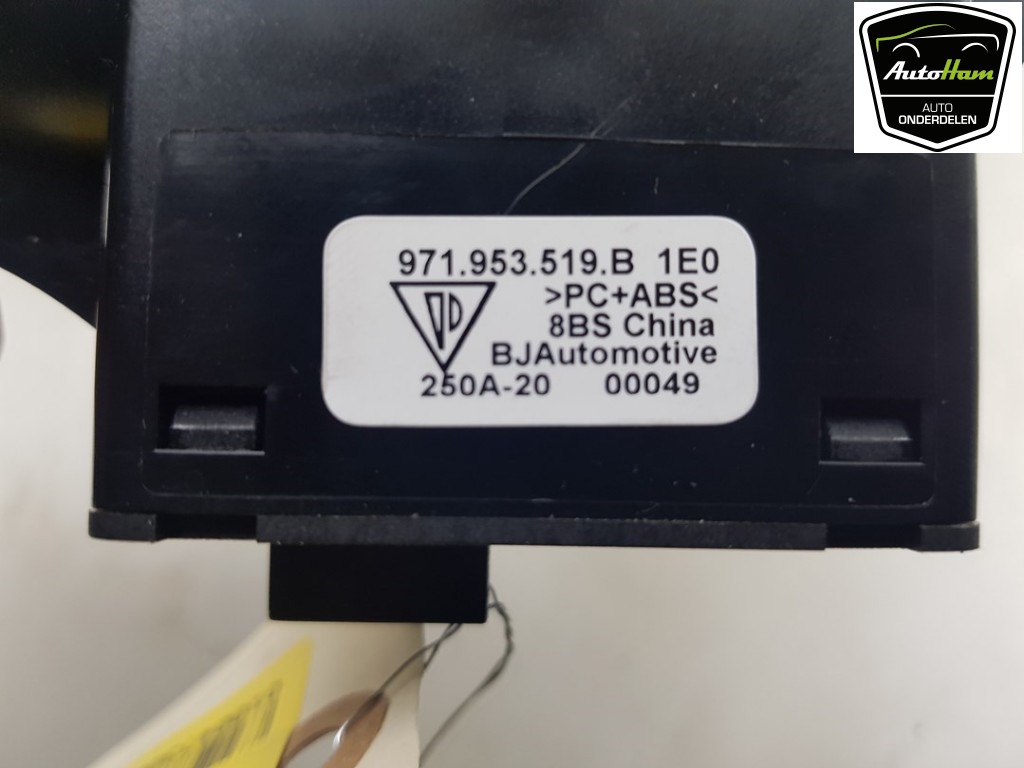 AutoHam
AUTO
ONDERDELEN
971.953.519.B 1E0
>PC+ABS<
8BS China
BJAutomotive
250A-20 00049